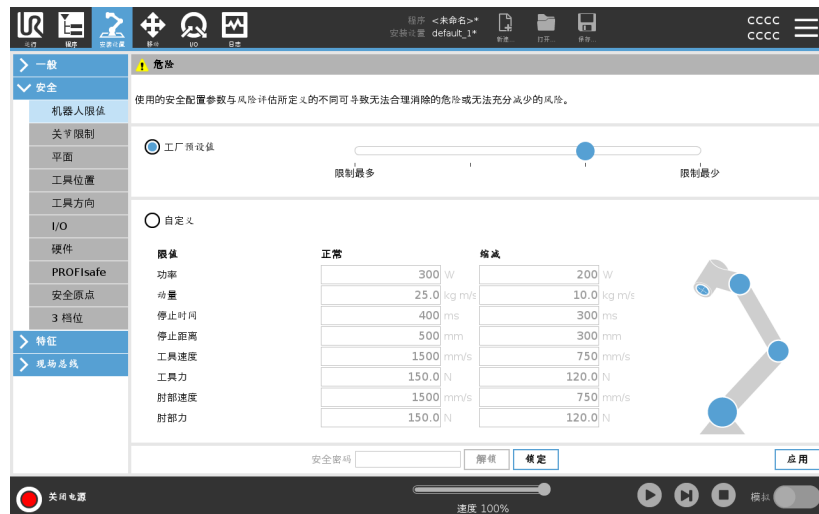 UR
运行 程序 安装设置 移动 I/O 日志
程序 <未命名>*
安装设置 default_1*
新建... 打开... 保存...
cccc
cccc
一般
安全
机器人限值
关节限制
平面
工具位置
工具方向
I/O
硬件
PROFIsafe
安全原点
3 档位
特征
现场总线
危险
使用的安全配置参数与风险评估所定义的不同可导致无法合理消除的危险或无法充分减少的风险。
工厂预设值
限制最多 限制最少
自定义
限值 正常 缩减
功率 300 W 200 W
动量 25.0 kg m/s 10.0 kg m/s
停止时间 400 ms 300 ms
停止距离 500 mm 300 mm
工具速度 1500 mm/s 750 mm/s
工具力 150.0 N 120.0 N
肘部速度 1500 mm/s 750 mm/s
肘部力 150.0 N 120.0 N
安全密码 解锁 锁定 应用
关闭电源
速度 100%
模拟